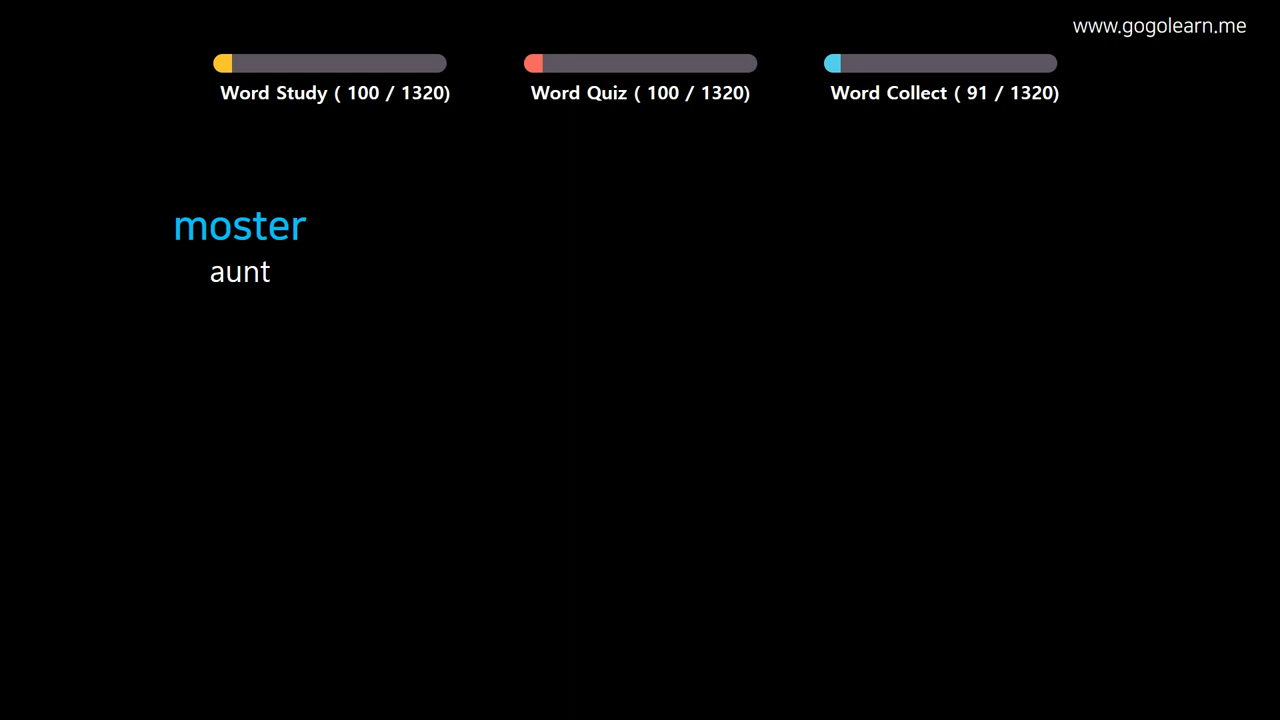 www.gogolearn.me
Word Study ( 100 / 1320)
Word Quiz ( 100 / 1320)
Word Collect ( 91 / 1320)
moster
aunt